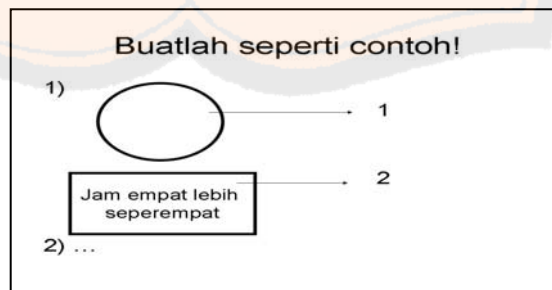 Buatlah seperti contoh!
1)
1
2
Jam empat lebih
seperempat
2) ...